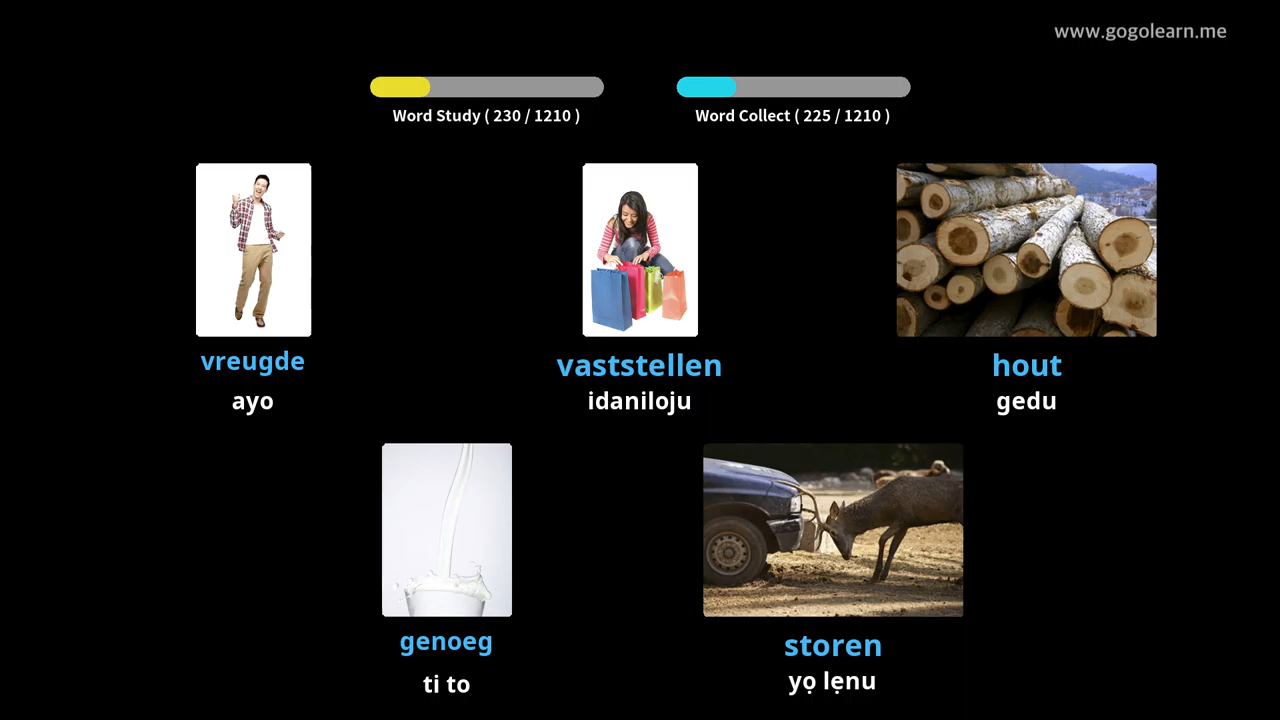 www.gogolearn.me
Word Study ( 230 / 1210 )
Word Collect ( 225 / 1210 )
vreugde
ayo
vaststellen
idaniloju
hout
gedu
genoeg
ti to
storen
yọ lẹnu